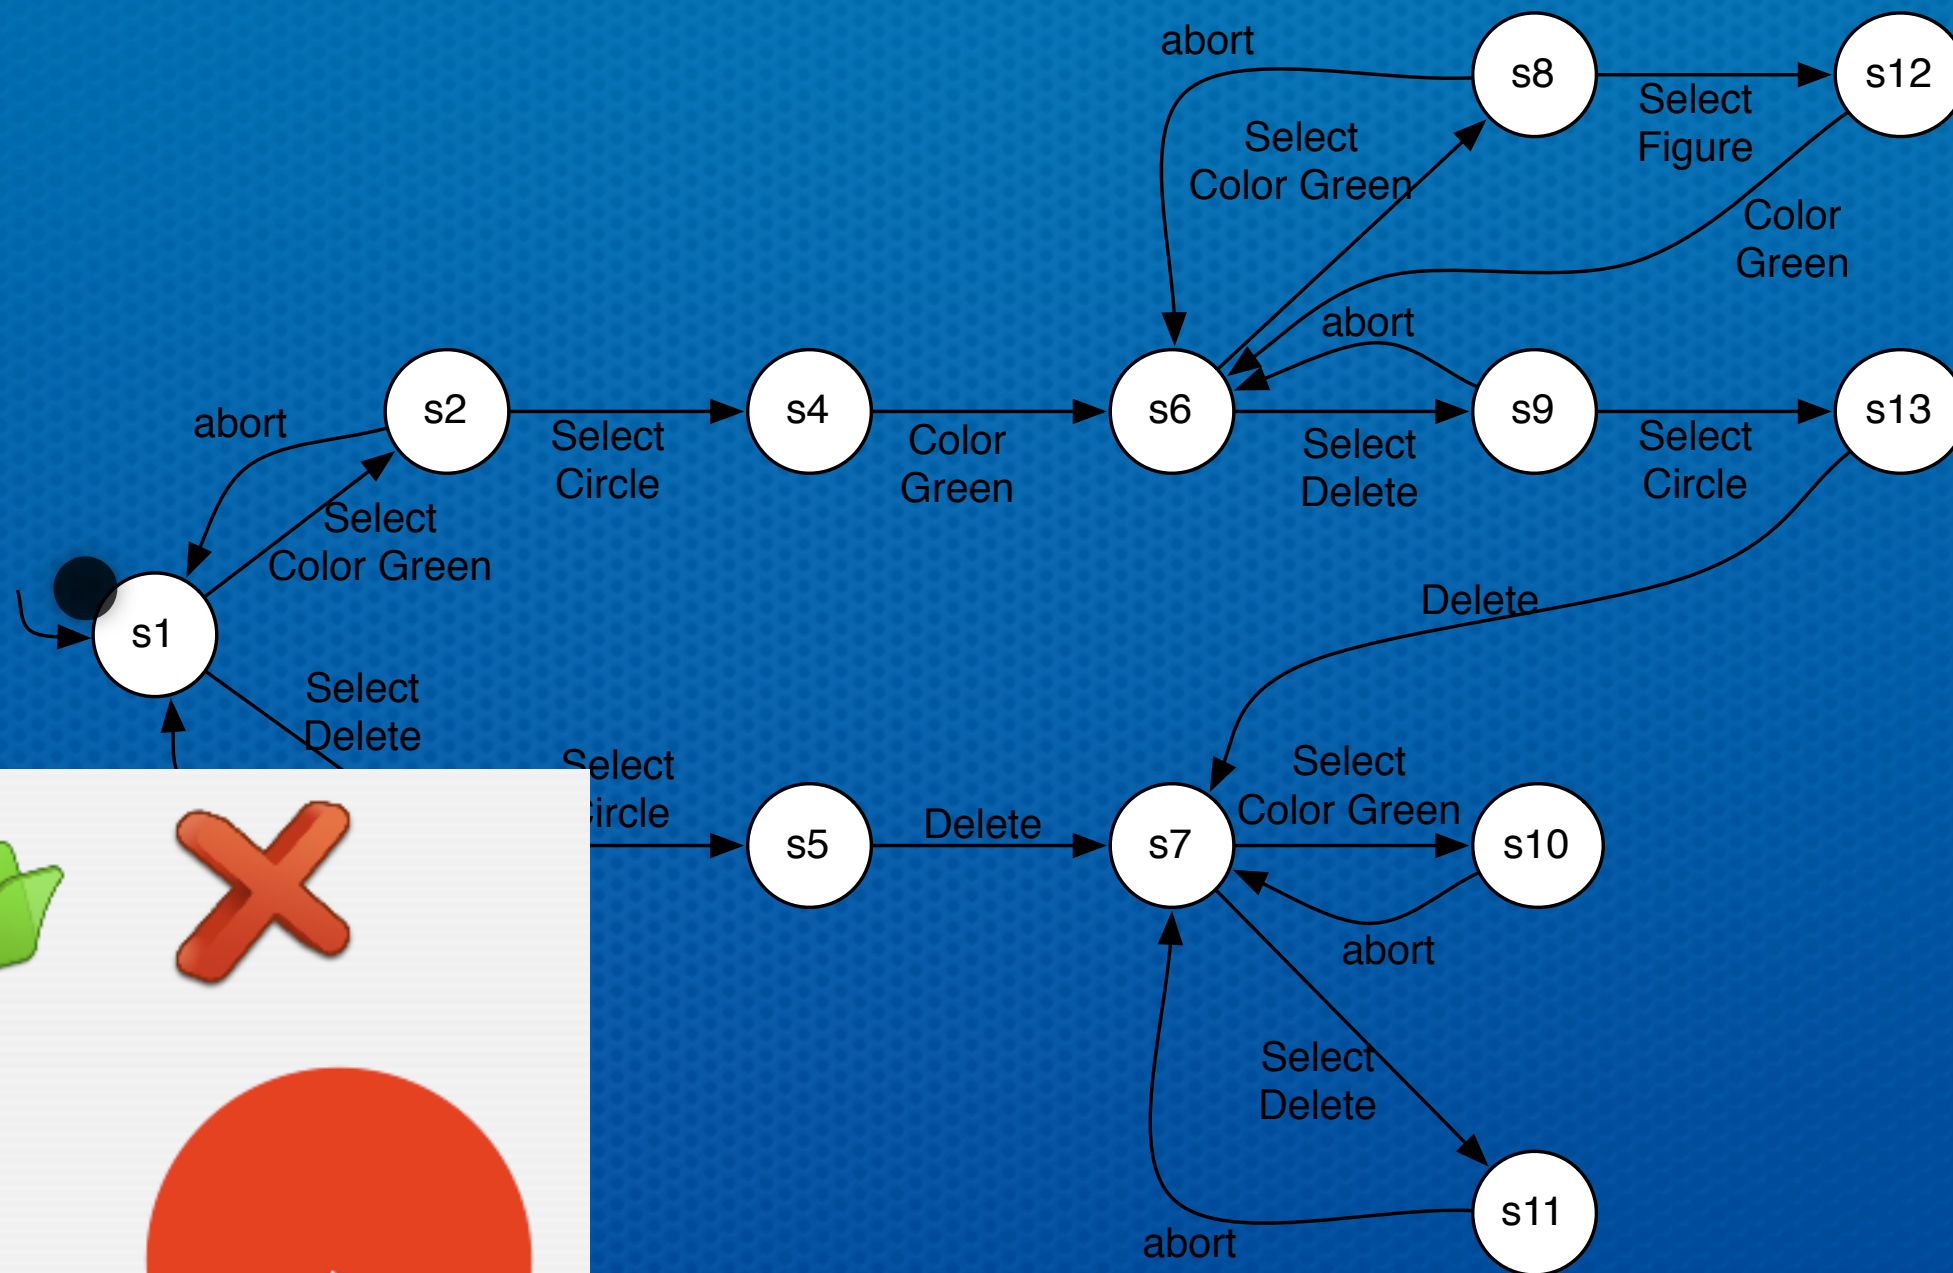 abort
s8
s12
Select
Figure
Select
Color Green
Color
Green
abort
s2
s4
s6
s9
s13
abort
Select
Circle
Color
Green
Select
Delete
Select
Circle
Select
Color Green
s1
Delete
Select
Delete
Select
ircle
Select
Color Green
s5
Delete
s7
s10
abort
Select
Delete
s11
abort